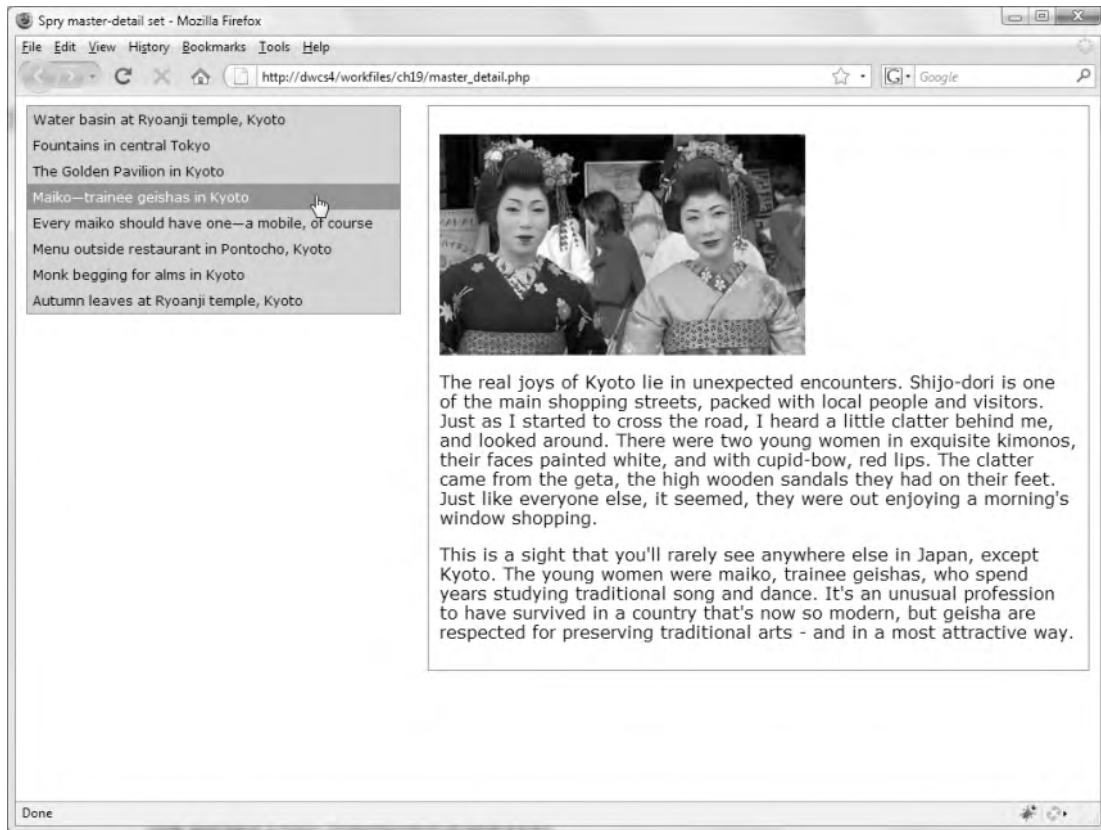 Spry master-detail set - Mozilla Firefox
File Edit View History Bookmarks Tools Help
http://dwcs4/workfiles/ch19/master_detail.php
G Google
Water basin at Ryoanji temple, Kyoto
Fountains in central Tokyo
The Golden Pavilion in Kyoto
Maiko—trainee geishas in Kyoto
Every maiko should have one—a mobile, of course
Menu outside restaurant in Pontocho, Kyoto
Monk begging for alms in Kyoto
Autumn leaves at Ryoanji temple, Kyoto
The real joys of Kyoto lie in unexpected encounters. Shijo-dori is one
of the main shopping streets, packed with local people and visitors.
Just as I started to cross the road, I heard a little clatter behind me,
and looked around. There were two young women in exquisite kimonos,
their faces painted white, and with cupid-bow, red lips. The clatter
came from the geta, the high wooden sandals they had on their feet.
Just like everyone else, it seemed, they were out enjoying a morning's
window shopping.
This is a sight that you'll rarely see anywhere else in Japan, except
Kyoto. The young women were maiko, trainee geishas, who spend
years studying traditional song and dance. It's an unusual profession
to have survived in a country that's now so modern, but geisha are
respected for preserving traditional arts - and in a most attractive way.
Done